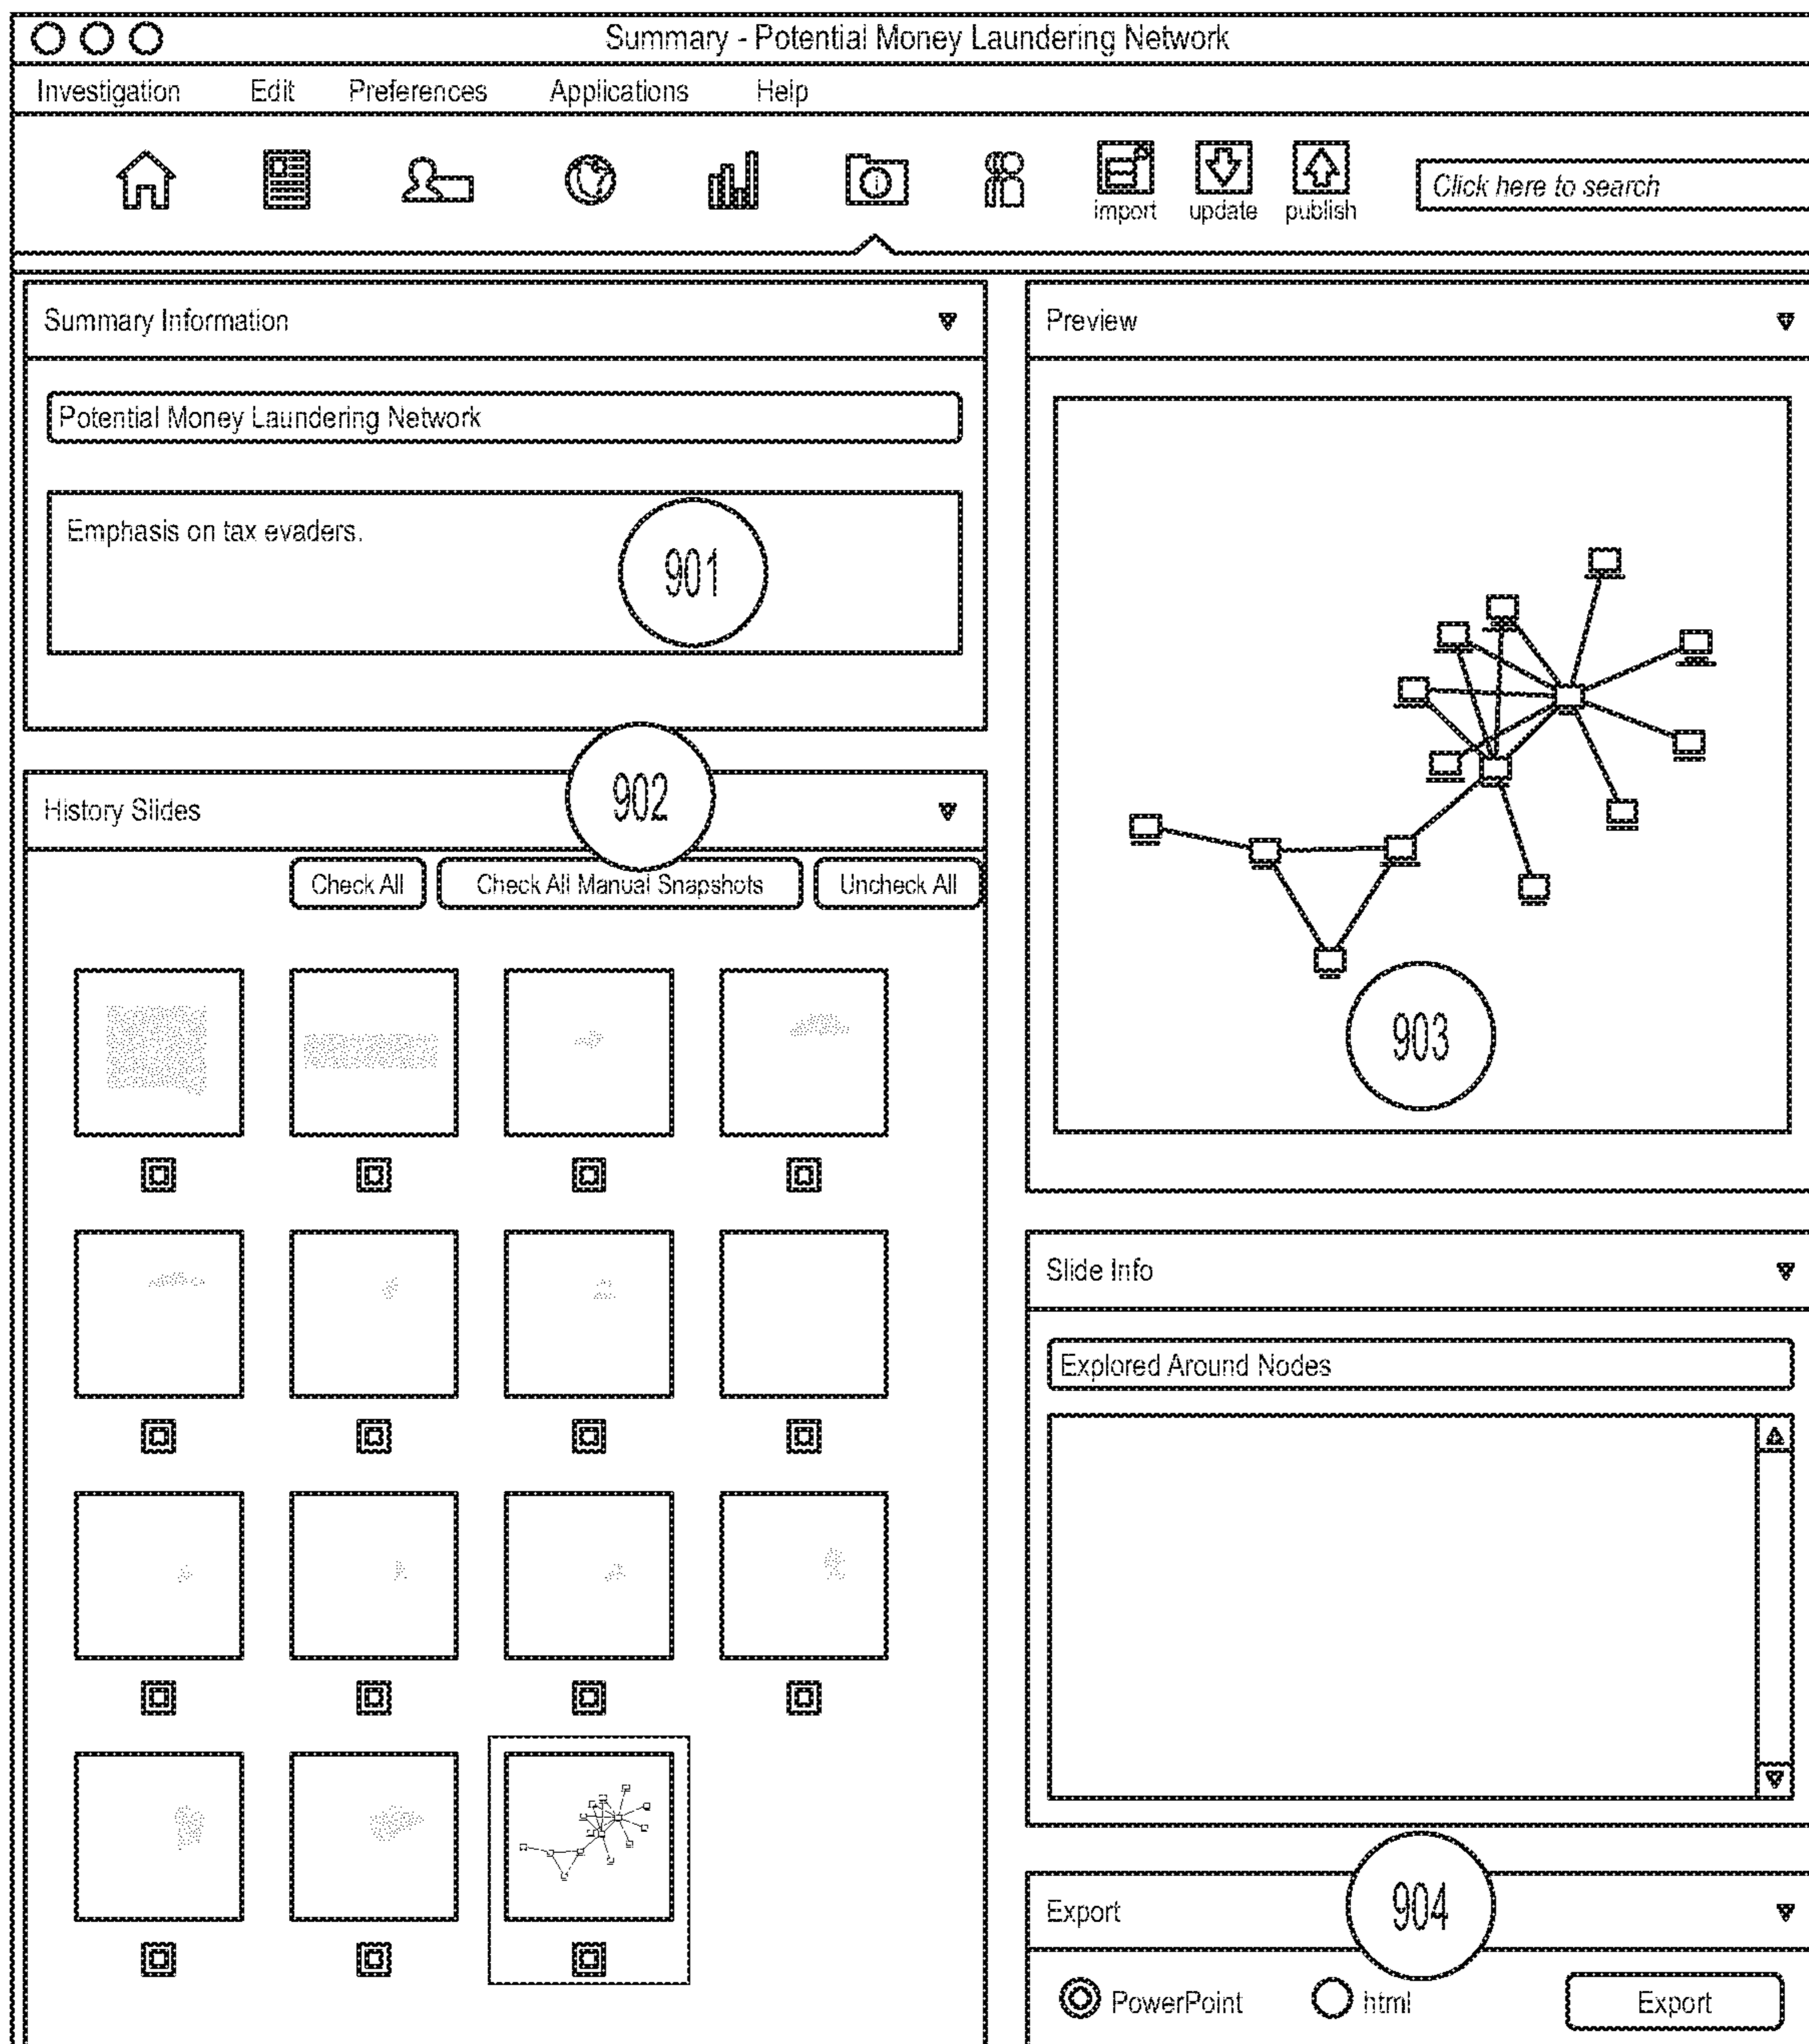 Summary - Potential Money Laundering Network
Investigation Edit Preferences Applications Help
import update publish Click here to search
Summary Information
Potential Money Laundering Network
Emphasis on tax evaders.
901
902
History Slides
Check All Check All Manual Snapshots Uncheck All
Preview
903
Slide Info
Explored Around Nodes
904
Export
PowerPoint html Export